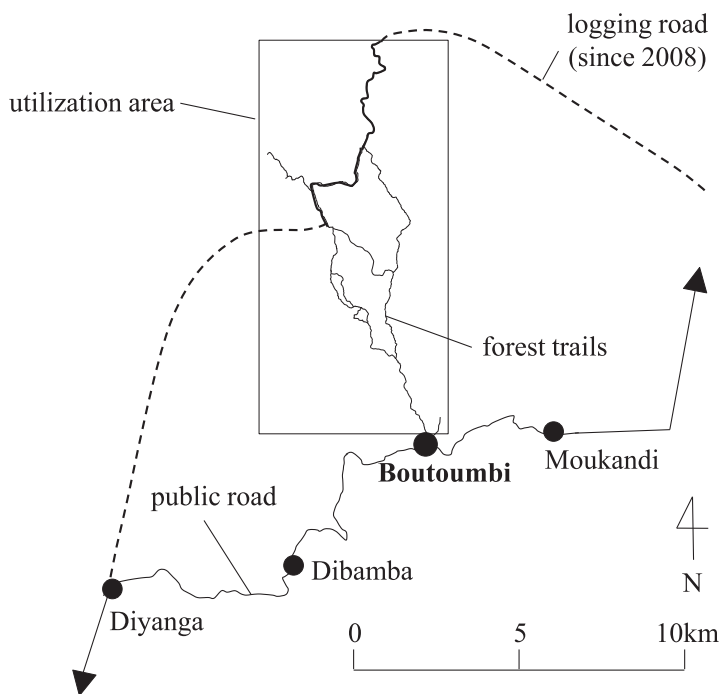 logging road
(since 2008)
utilization area
forest trails
Boutoumbi
Moukandi
public road
Dibamba
Diyanga
N
0 5 10km